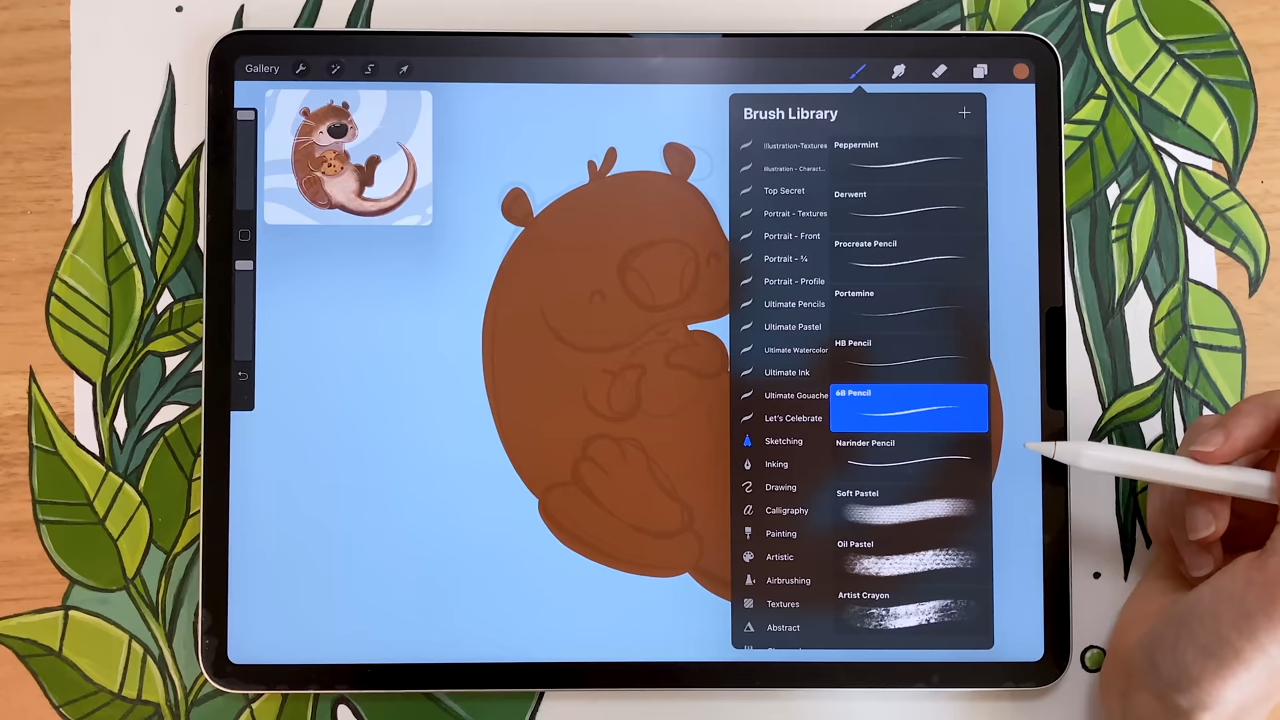 Gallery
Brush Library
Illustration-Textures
Illustration - Charact...
Top Secret
Portrait - Textures
Portrait - Front
Portrait - ¾
Portrait - Profile
Ultimate Pencils
Ultimate Pastel
Ultimate Watercolor
Ultimate Ink
Ultimate Gouache
Let's Celebrate
Sketching
Inking
Drawing
Calligraphy
Painting
Artistic
Airbrushing
Textures
Abstract
Peppermint
Derwent
Procreate Pencil
Portemine
HB Pencil
6B Pencil
Narinder Pencil
Soft Pastel
Oil Pastel
Artist Crayon